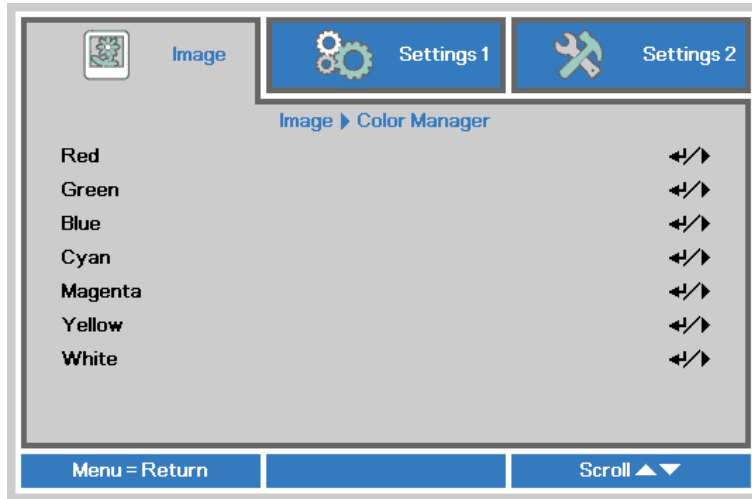 Image
Settings 1
Settings 2
Image ▶ Color Manager
Red ↵/▶
Green ↵/▶
Blue ↵/▶
Cyan ↵/▶
Magenta ↵/▶
Yellow ↵/▶
White ↵/▶
Menu = Return
Scroll ▲▼